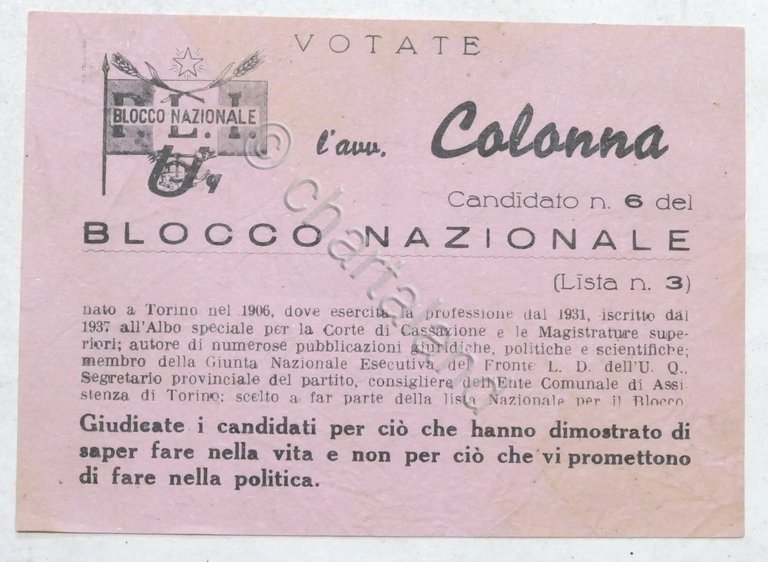 VOTATE
P.L.I.
BLOCCO NAZIONALE
l'avv. Colonna
Candidato n. 6 del
BLOCCO NAZIONALE
(Lista n. 3)
nato a Torino nel 1906, dove esercita la professione dal 1931, iscritto dal
1937 all'Albo speciale per la Corte di Cassazione e le Magistrature supe-
riori; autore di numerose pubblicazioni giuridiche, politiche e scientifiche;
membro della Giunta Nazionale Esecutiva del Fronte L. D. dell'U. Q.,
Segretario provinciale del partito, consigliere dell'Ente Comunale di Assi
stenza di Torino; scelto a far parte della lista Nazionale per il Blocco
Giudicate i candidati per ciò che hanno dimostrato di
saper fare nella vita e non per ciò che vi promettono
di fare nella politica.